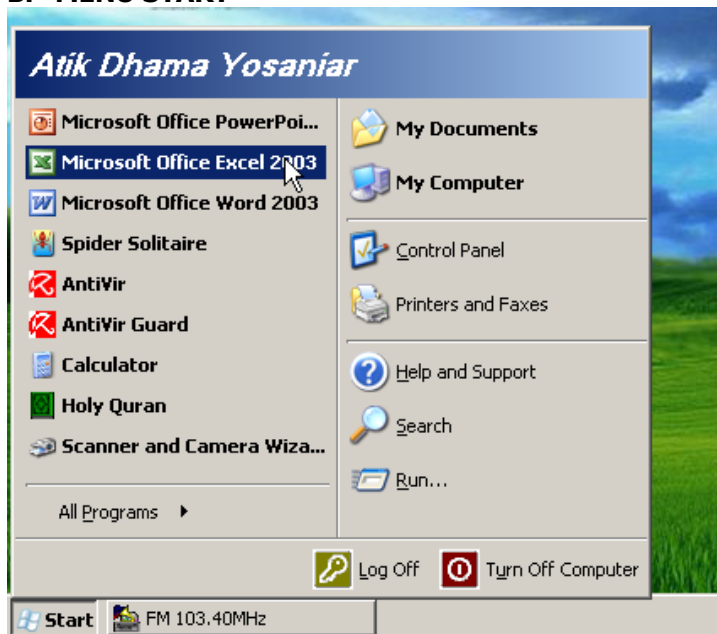 B. MENU START
Atik Dhama Yosaniar
Microsoft Office PowerPoi...
Microsoft Office Excel 2003
Microsoft Office Word 2003
Spider Solitaire
AntiVir
AntiVir Guard
Calculator
Holy Quran
Scanner and Camera Wiza...
All Programs
My Documents
My Computer
Control Panel
Printers and Faxes
Help and Support
Search
Run...
Log Off
Turn Off Computer
Start
FM 103.40MHz